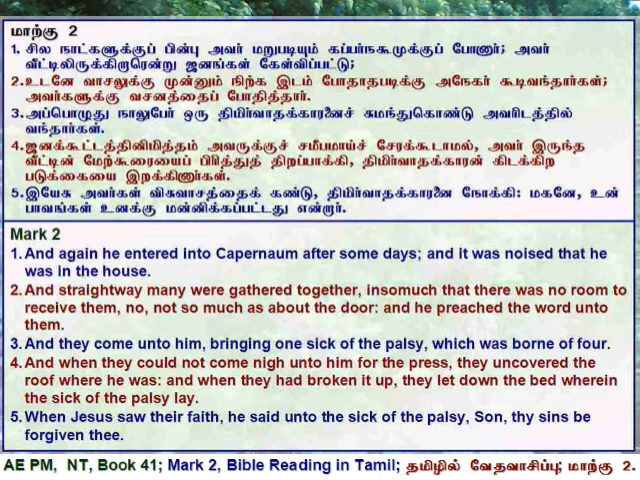 மாற்கு 2
1. சில நாட்களுக்குப் பின்பு அவர் மறுபடியும் கப்பர்நகூமுக்குப் போனார்; அவர்
வீட்டிலிருக்கிறாரென்று ஜனங்கள் கேள்விப்பட்டு;
2.உடனே வாசலுக்கு முன்னும் நிற்க இடம் போதாதபடிக்கு அநேகர் கூடிவந்தார்கள்;
அவர்களுக்கு வசனத்தைப் போதித்தார்.
3.அப்பொழுது நாலுபேர் ஒரு திமிர்வாதக்காரனைச் சுமந்துகொண்டு அவரிடத்தில்
வந்தார்கள்.
4.ஜனக்கூட்டத்தினிமித்தம் அவருக்குச் சமீபமாய்ச் சேரக்கூடாமல், அவர் இருந்த
வீட்டின் மேற்கூரையைப் பிரித்துத் திறப்பாக்கி, திமிர்வாதக்காரன் கிடக்கிற
படுக்கையை இறக்கினார்கள்.
5.இயேசு அவர்கள் விசுவாசத்தைக் கண்டு, திமிர்வாதக்காரனை நோக்கி: மகனே, உன்
பாவங்கள் உனக்கு மன்னிக்கப்பட்டது என்றார்.
Mark 2
1.And again he entered into Capernaum after some days; and it was noised that he
was in the house.
2.And straightway many were gathered together, insomuch that there was no room to
receive them, no, not so much as about the door: and he preached the word unto
them.
3.And they come unto him, bringing one sick of the palsy, which was borne of four.
4.And when they could not come nigh unto him for the press, they uncovered the
roof where he was: and when they had broken it up, they let down the bed wherein
the sick of the palsy lay.
5.When Jesus saw their faith, he said unto the sick of the palsy, Son, thy sins be
forgiven thee.
AE PM, NT, Book 41; Mark 2, Bible Reading in Tamil; தமிழில் வேதவாசிப்பு; மாற்கு 2.